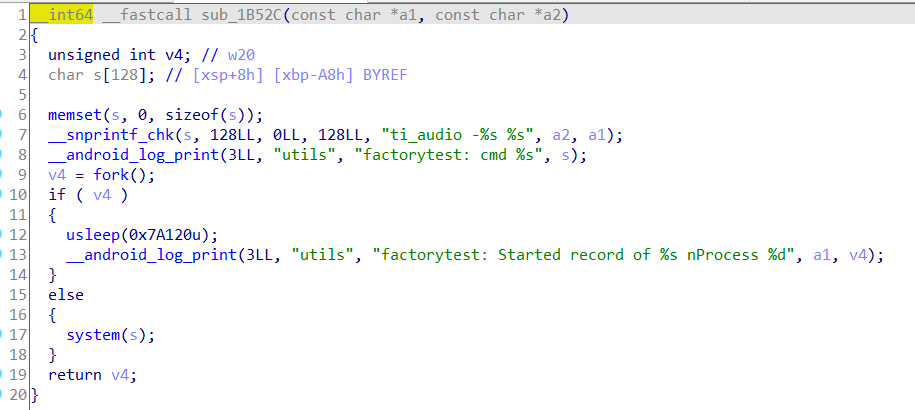 1 __int64 __fastcall sub_1B52C(const char *a1, const char *a2)
2 {
3 unsigned int v4; // w20
4 char s[128]; // [xsp+8h] [xbp-A8h] BYREF
5
6 memset(s, 0, sizeof(s));
7 __snprintf_chk(s, 128LL, 0LL, 128LL, "ti_audio -%s %s", a2, a1);
8 __android_log_print(3LL, "utils", "factorytest: cmd %s", s);
9 v4 = fork();
10 if ( v4 )
11 {
12 usleep(0x7A120u);
13 __android_log_print(3LL, "utils", "factorytest: Started record of %s nProcess %d", a1, v4);
14 }
15 else
16 {
17 system(s);
18 }
19 return v4;
20 }